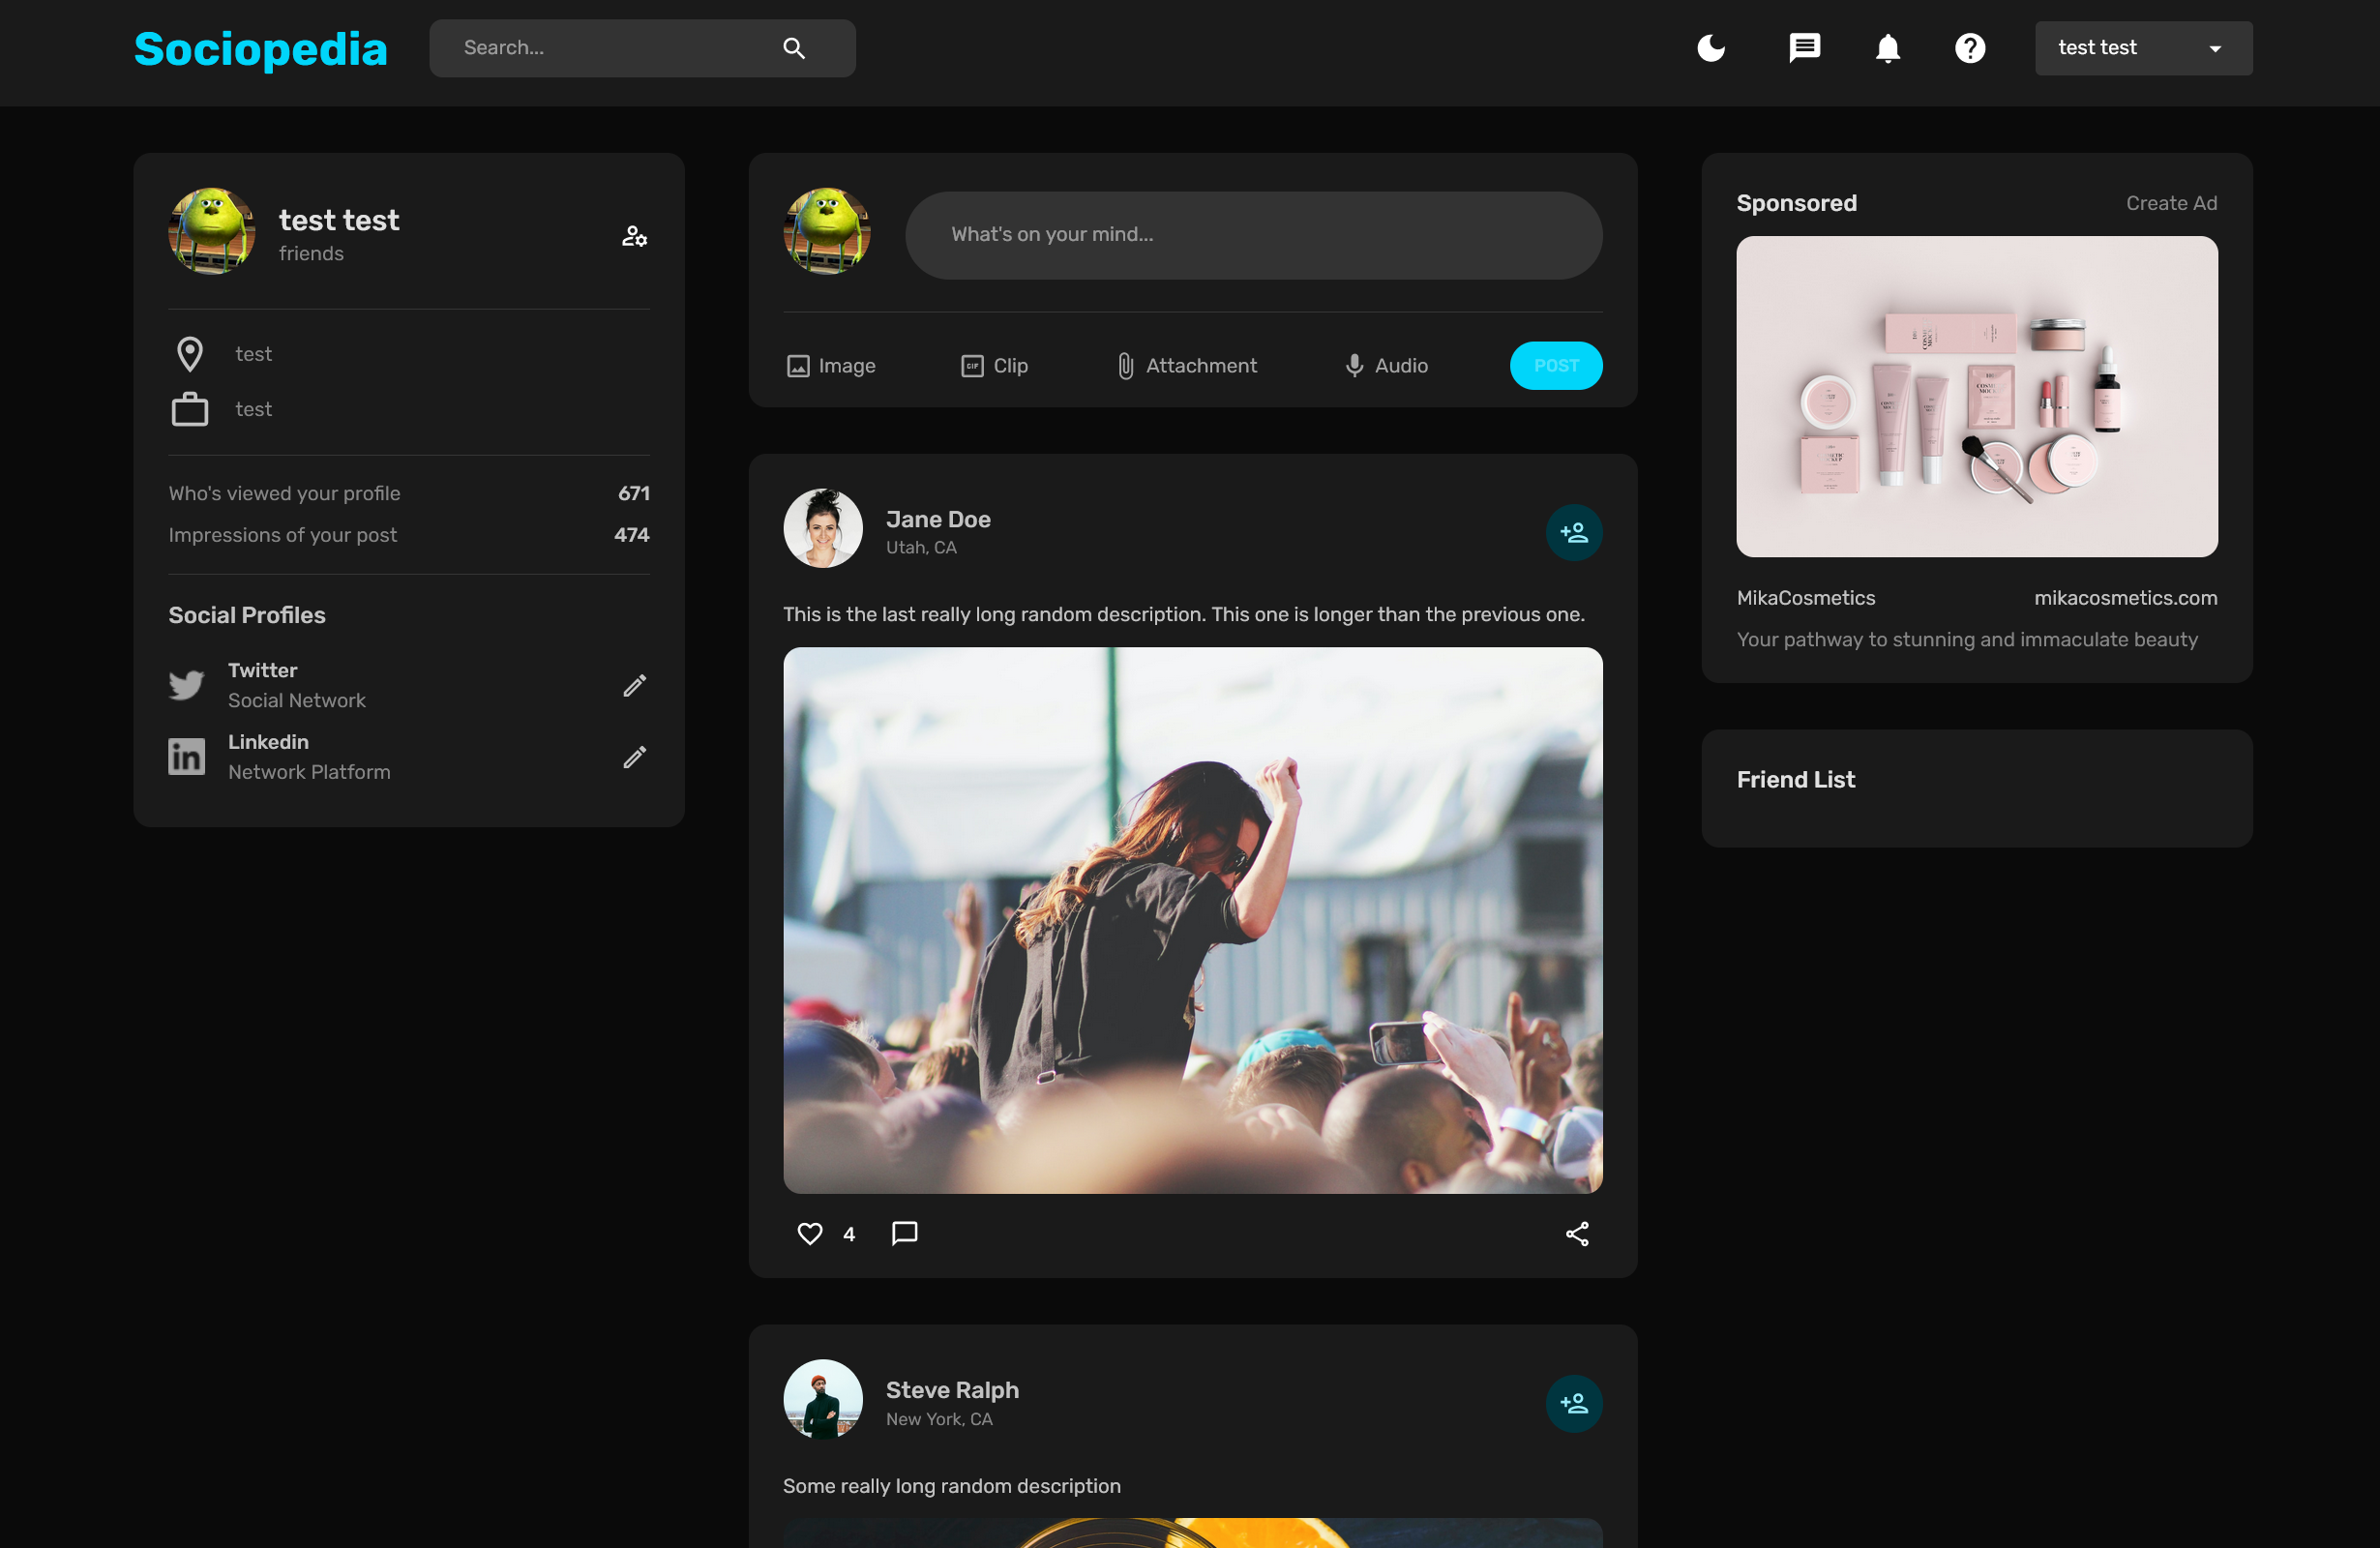 Sociopedia
Search...
test test
test test
friends
test
test
Who's viewed your profile 671
Impressions of your post 474
Social Profiles
Twitter
Social Network
Linkedin
Network Platform
What's on your mind...
Image Clip Attachment Audio POST
Jane Doe
Utah, CA
This is the last really long random description. This one is longer than the previous one.
4
Steve Ralph
New York, CA
Some really long random description
Sponsored Create Ad
MikaCosmetics mikacosmetics.com
Your pathway to stunning and immaculate beauty
Friend List